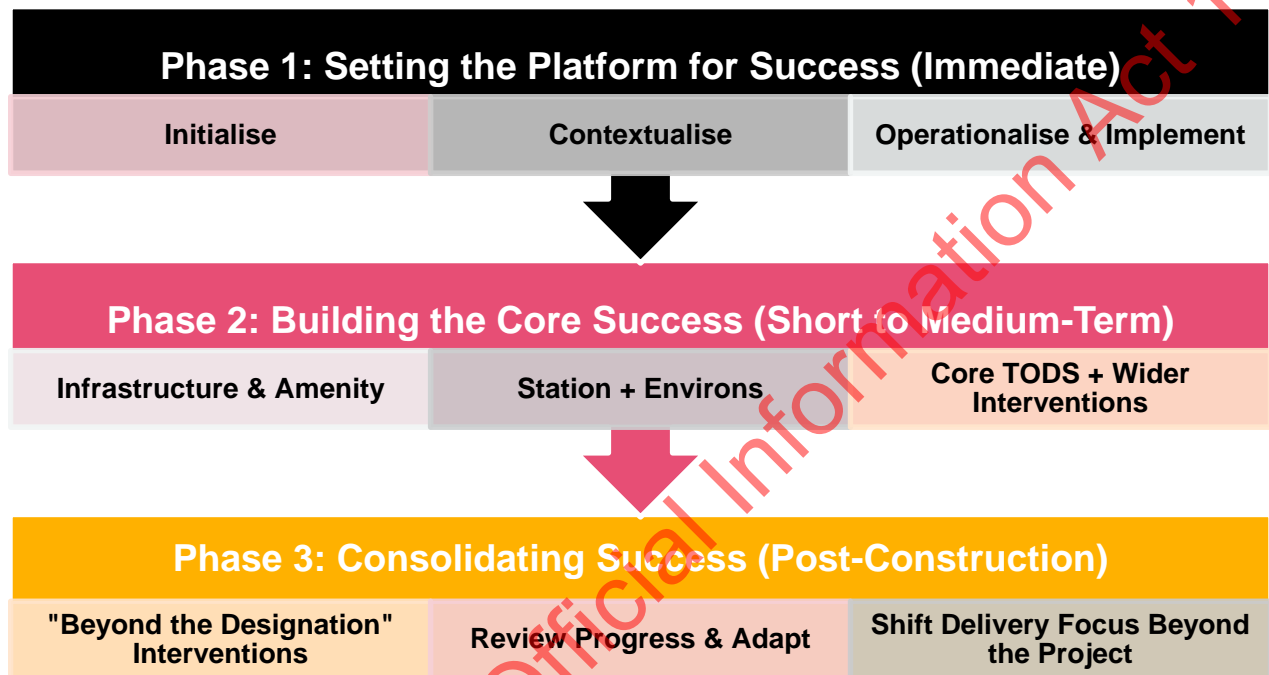 Phase 1: Setting the Platform for Success (Immediate)
Initialise
Contextualise
Operationalise & Implement
Phase 2: Building the Core Success (Short to Medium-Term)
Infrastructure & Amenity
Station + Environs
Core TODS + Wider
Interventions
Phase 3: Consolidating Success (Post-Construction)
"Beyond the Designation"
Interventions
Review Progress & Adapt
Shift Delivery Focus Beyond
the Project
Official Information Act